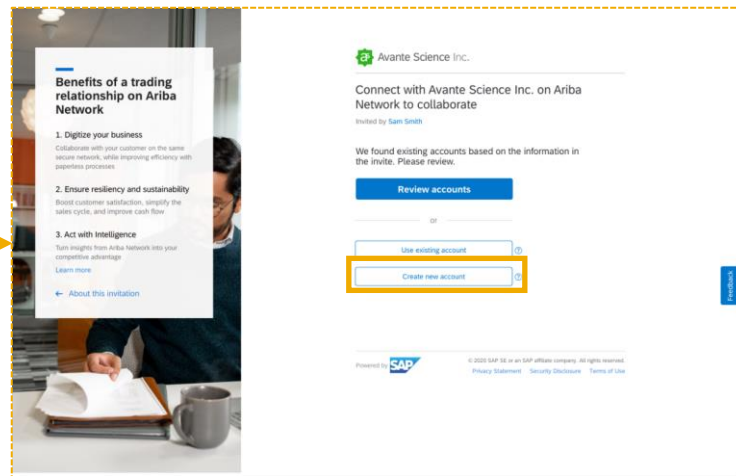 Benefits of a trading
relationship on Ariba
Network
1. Digitize your business
Collaborate with your customer on the same
secure network, while improving efficiency with
paperless processes
2. Ensure resiliency and sustainability
Boost customer satisfaction, simplify the
sales cycle, and improve cash flow
3. Act with Intelligence
Turn insights from Ariba Network into your
competitive advantage
Learn more
← About this invitation
Avante Science Inc.
Connect with Avante Science Inc. on Ariba
Network to collaborate
Invited by Sam Smith
We found existing accounts based on the information in
the invite. Please review.
Review accounts
or
Use existing account ?
Create new account ?
Feedback
Powered by SAP
© 2020 SAP SE or an SAP affiliate company. All rights reserved.
Privacy Statement Security Disclosure Terms of Use